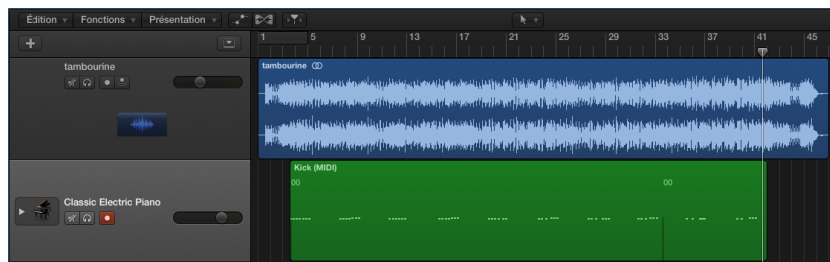 Édition Fonctions Présentation
1 5 9 13 17 21 25 29 33 37 41 45
tambourine
tambourine
Kick (MIDI)
00 00
Classic Electric Piano